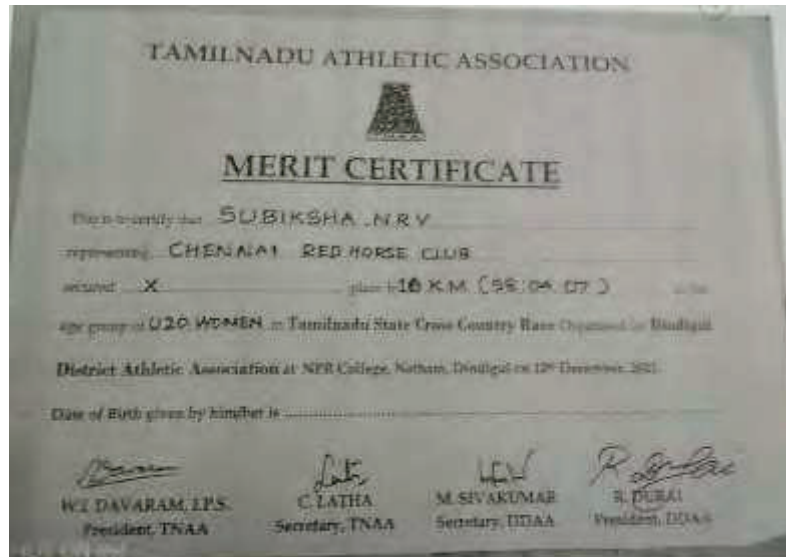 TAMILNADU ATHLETIC ASSOCIATION
MERIT CERTIFICATE
This is to certify that SUBIKSHA .N.R.V
representing CHENNAI RED HORSE CLUB
secured X place in 10 K.M. ( :04.07 ) in the
age group of U20 WOMEN in Tamilnadu State Cross Country Race Organised by Dindigul
District Athletic Association at NPR College, Natham, Dindigul on 12th December, 2021.
Date of Birth given by him/her is
W.I. DAVARAM, I.P.S.
President, TNAA
C. LATHA
Secretary, TNAA
M. SIVAKUMAR
Secretary, DDAA
R. DURAI
President, DDAA